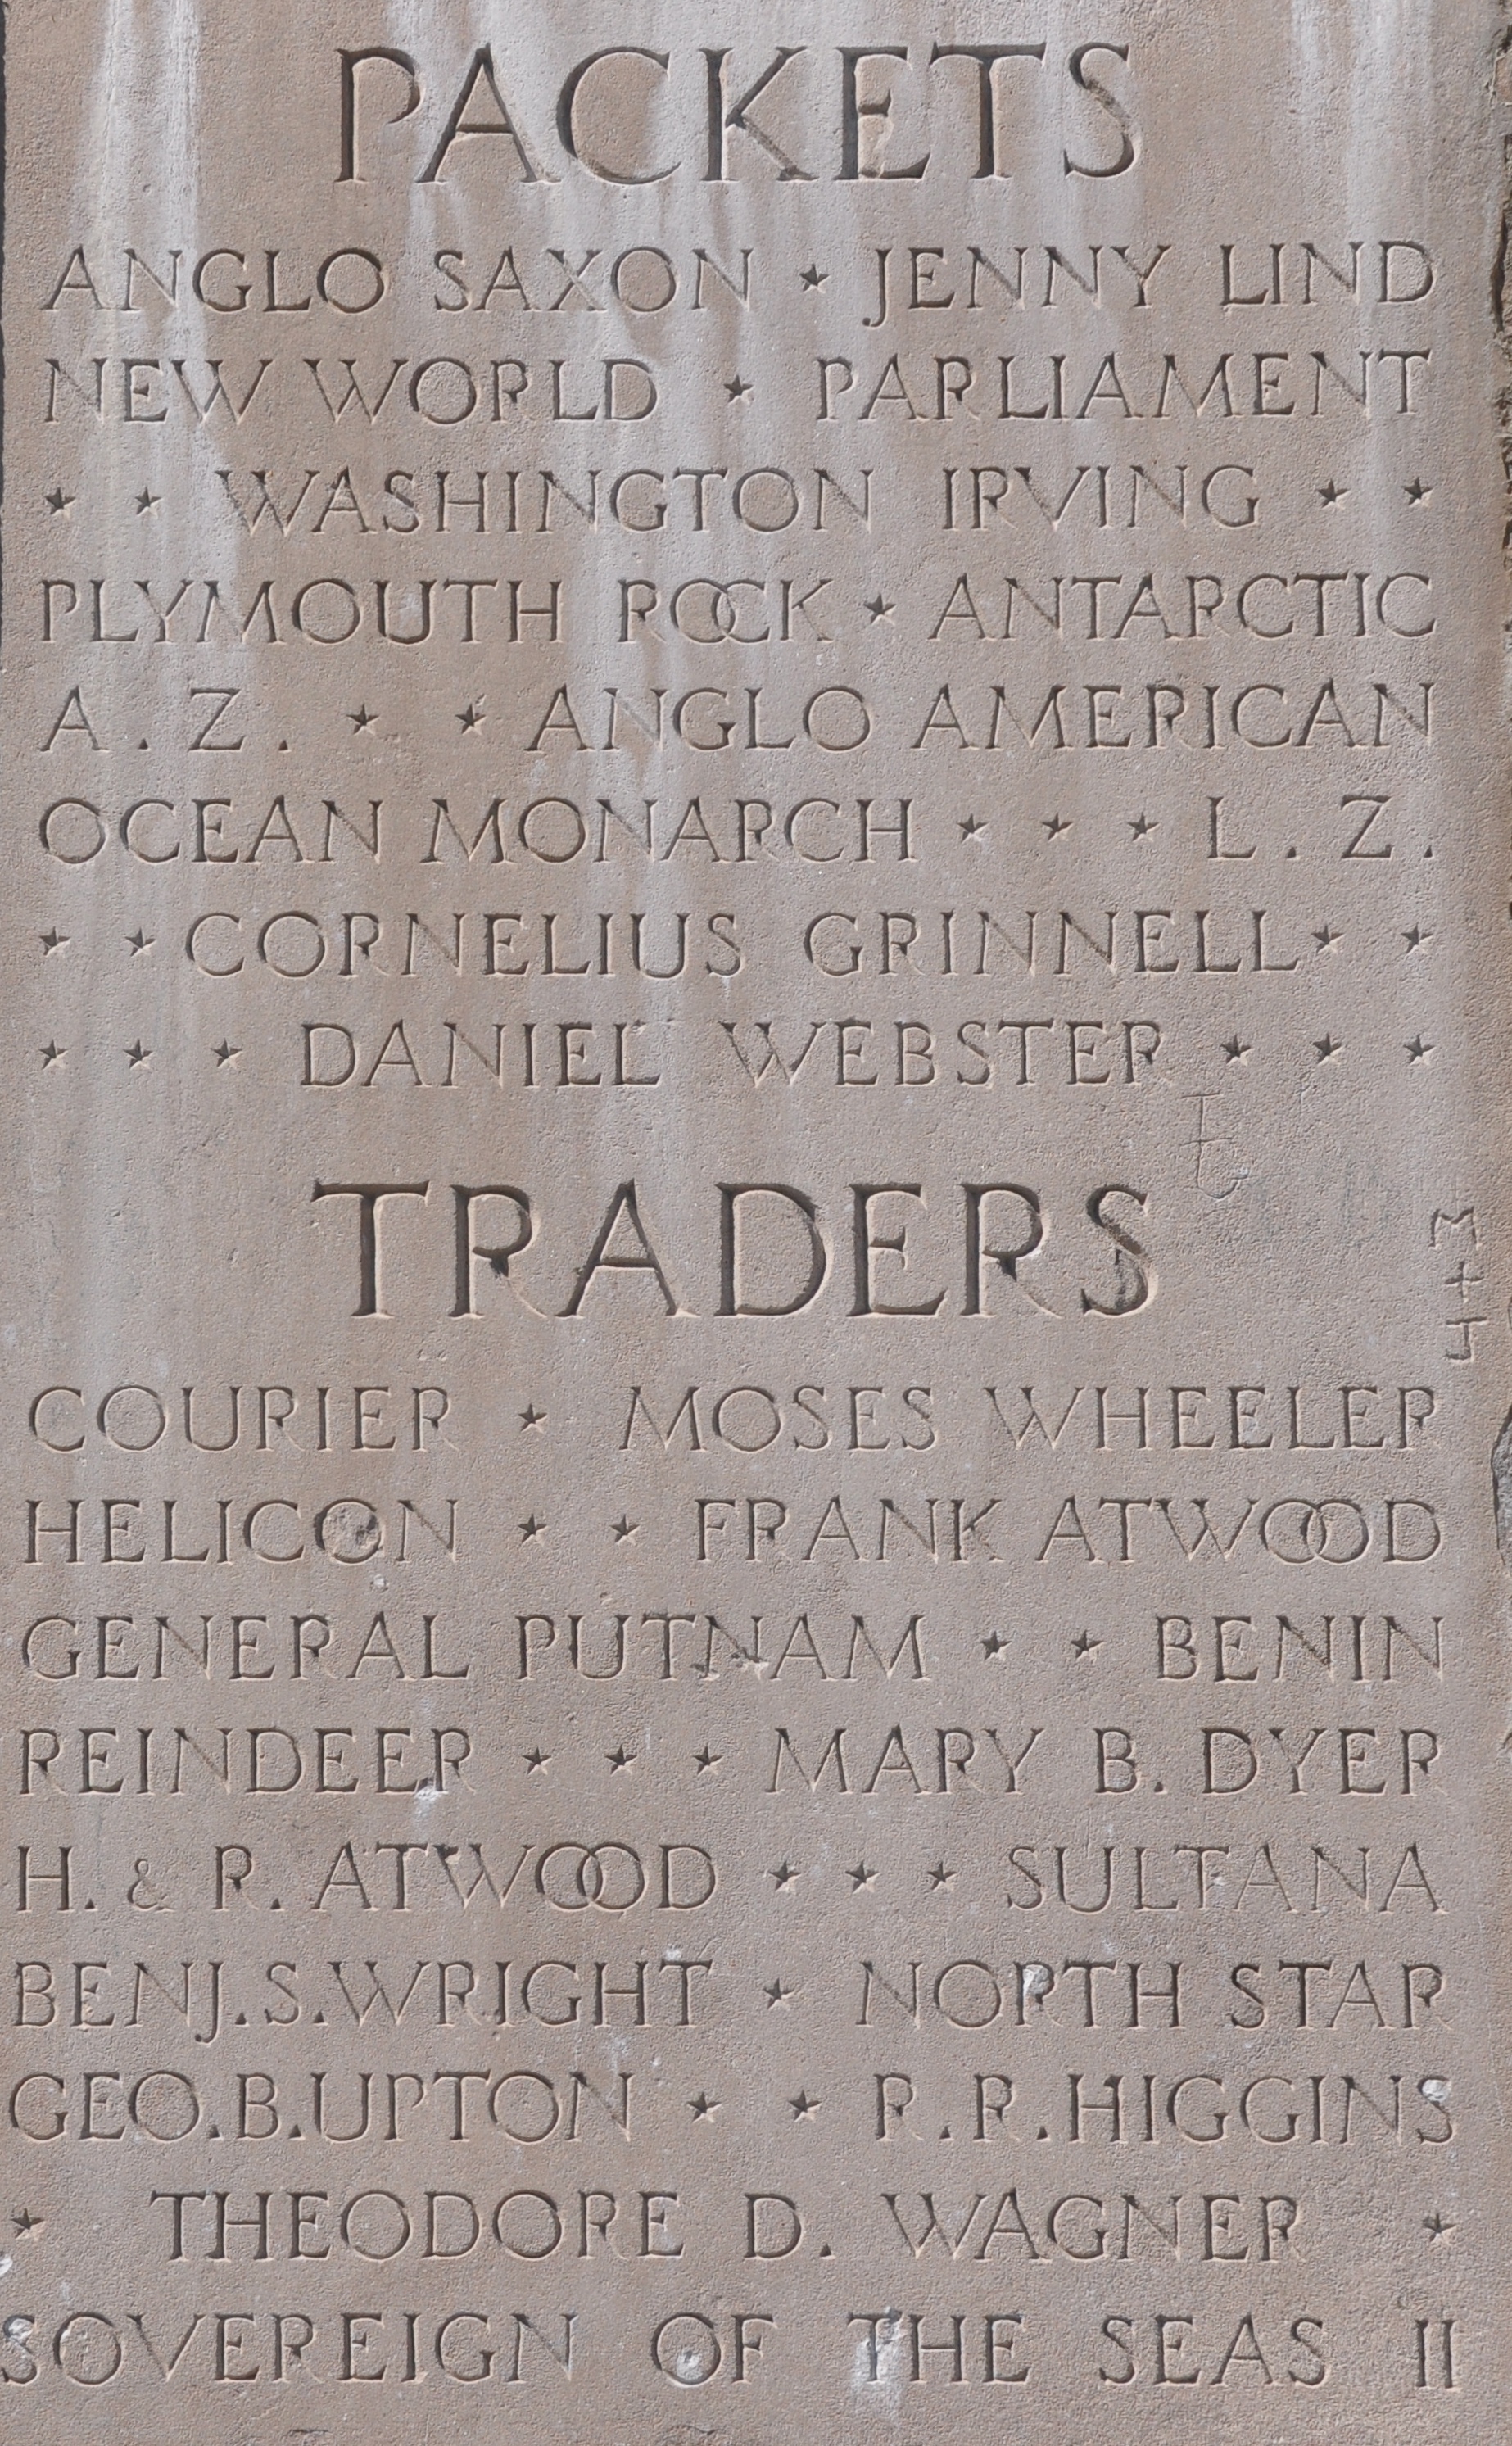 PACKETS
ANGLO SAXON ★ JENNY LIND
NEW WORLD ★ PARLIAMENT
★ ★ WASHINGTON IRVING ★ ★
PLYMOUTH ROCK ★ ANTARCTIC
A. Z. ★ ★ ANGLO AMERICAN
OCEAN MONARCH ★ ★ ★ L. Z.
★ ★ CORNELIUS GRINNELL ★ ★
★ ★ ★ DANIEL WEBSTER ★ ★ ★
TRADERS
M
+
J
COURIER ★ MOSES WHEELER
HELICON ★ ★ FRANK ATWOOD
GENERAL PUTNAM ★ ★ BENIN
REINDEER ★ ★ ★ MARY B. DYER
H. & R. ATWOOD ★ ★ ★ SULTANA
BENJ. S. WRIGHT ★ NORTH STAR
GEO. B. UPTON ★ ★ R. R. HIGGINS
★ THEODORE D. WAGNER ★
SOVEREIGN OF THE SEAS II